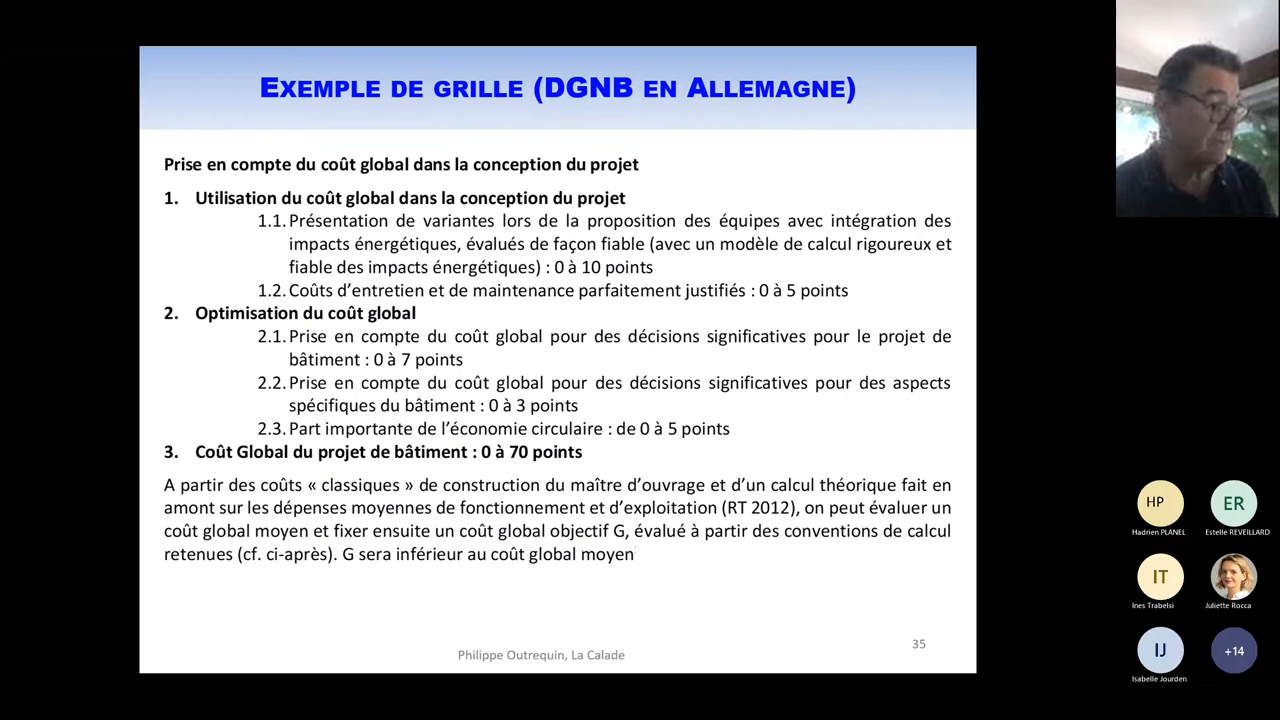 EXEMPLE DE GRILLE (DGNB EN ALLEMAGNE)
Prise en compte du coût global dans la conception du projet
1. Utilisation du coût global dans la conception du projet
1.1. Présentation de variantes lors de la proposition des équipes avec intégration des
impacts énergétiques, évalués de façon fiable (avec un modèle de calcul rigoureux et
fiable des impacts énergétiques) : 0 à 10 points
1.2. Coûts d’entretien et de maintenance parfaitement justifiés : 0 à 5 points
2. Optimisation du coût global
2.1. Prise en compte du coût global pour des décisions significatives pour le projet de
bâtiment : 0 à 7 points
2.2. Prise en compte du coût global pour des décisions significatives pour des aspects
spécifiques du bâtiment : 0 à 3 points
2.3. Part importante de l’économie circulaire : de 0 à 5 points
3. Coût Global du projet de bâtiment : 0 à 70 points
A partir des coûts « classiques » de construction du maître d’ouvrage et d’un calcul théorique fait en
amont sur les dépenses moyennes de fonctionnement et d’exploitation (RT 2012), on peut évaluer un
coût global moyen et fixer ensuite un coût global objectif G, évalué à partir des conventions de calcul
retenues (cf. ci-après). G sera inférieur au coût global moyen
35
Philippe Outrequin, La Calade
HP
ER
Hadrien PLANEL
Estelle REVEILLARD
IT
Ines Trabelsi
Juliette Rocca
IJ
+14
Isabelle Jourden